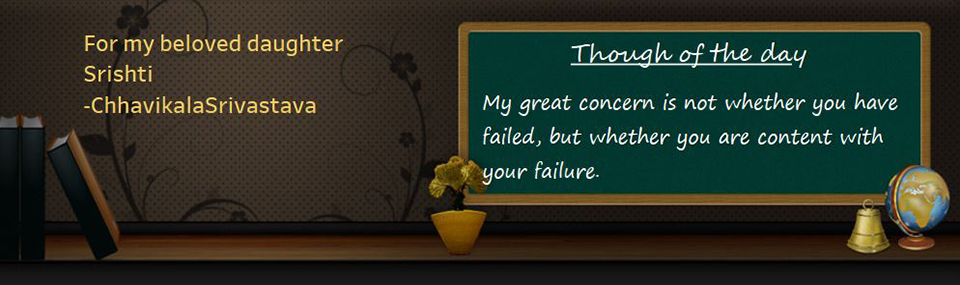 For my beloved daughter
Srishti
-ChhavikalaSrivastava
Though of the day
My great concern is not whether you have
failed, but whether you are content with
your failure.